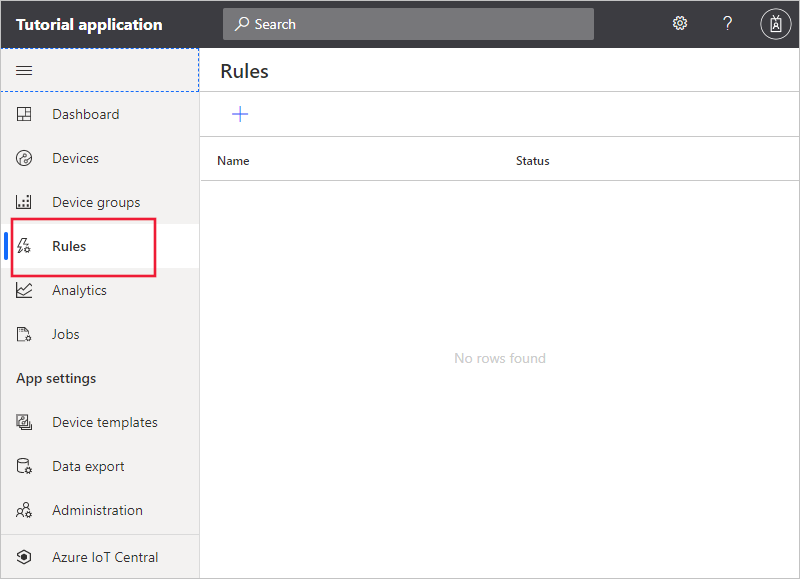 Tutorial application
Search
?
Rules
Dashboard
Devices
Device groups
Rules
Analytics
Jobs
App settings
Device templates
Data export
Administration
Azure IoT Central
Name Status
No rows found